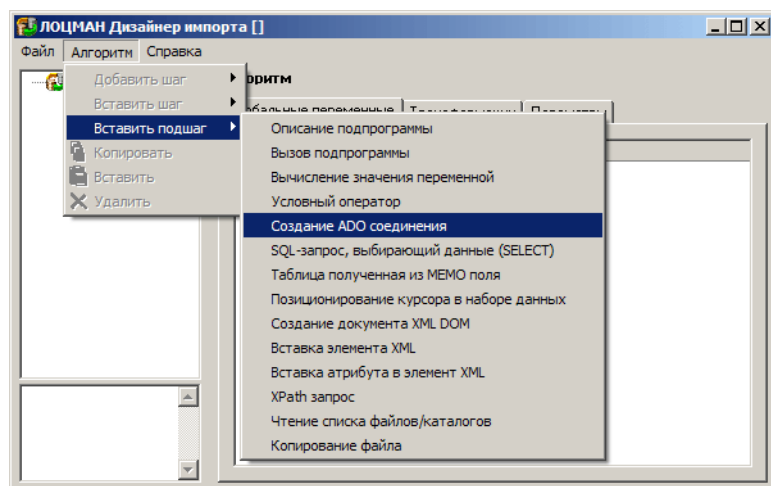 ЛОЦМАН Дизайнер импорта []
Файл Алгоритм Справка
Добавить шаг
Вставить шаг
Вставить подшаг
Копировать
Вставить
Удалить
оритм
Описание подпрограммы
Вызов подпрограммы
Вычисление значения переменной
Условный оператор
Создание ADO соединения
SQL-запрос, выбирающий данные (SELECT)
Таблица полученная из MEMO поля
Позиционирование курсора в наборе данных
Создание документа XML DOM
Вставка элемента XML
Вставка атрибута в элемент XML
XPath запрос
Чтение списка файлов/каталогов
Копирование файла